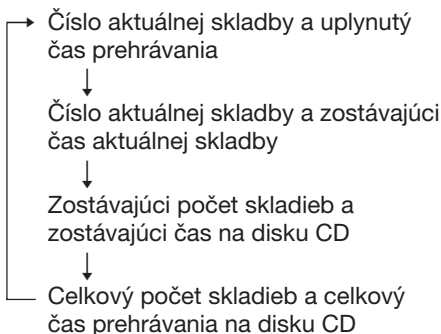 Číslo aktuálnej skladby a uplynutý
čas prehrávania
Číslo aktuálnej skladby a zostávajúci
čas aktuálnej skladby
Zostávajúci počet skladieb a
zostávajúci čas na disku CD
Celkový počet skladieb a celkový
čas prehrávania na disku CD